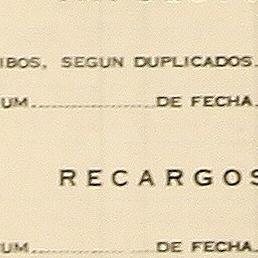 IBOS, SEGUN DUPLICADOS.
UM...............DE FECHA.
RECARGOS
UM...............DE FECHA.